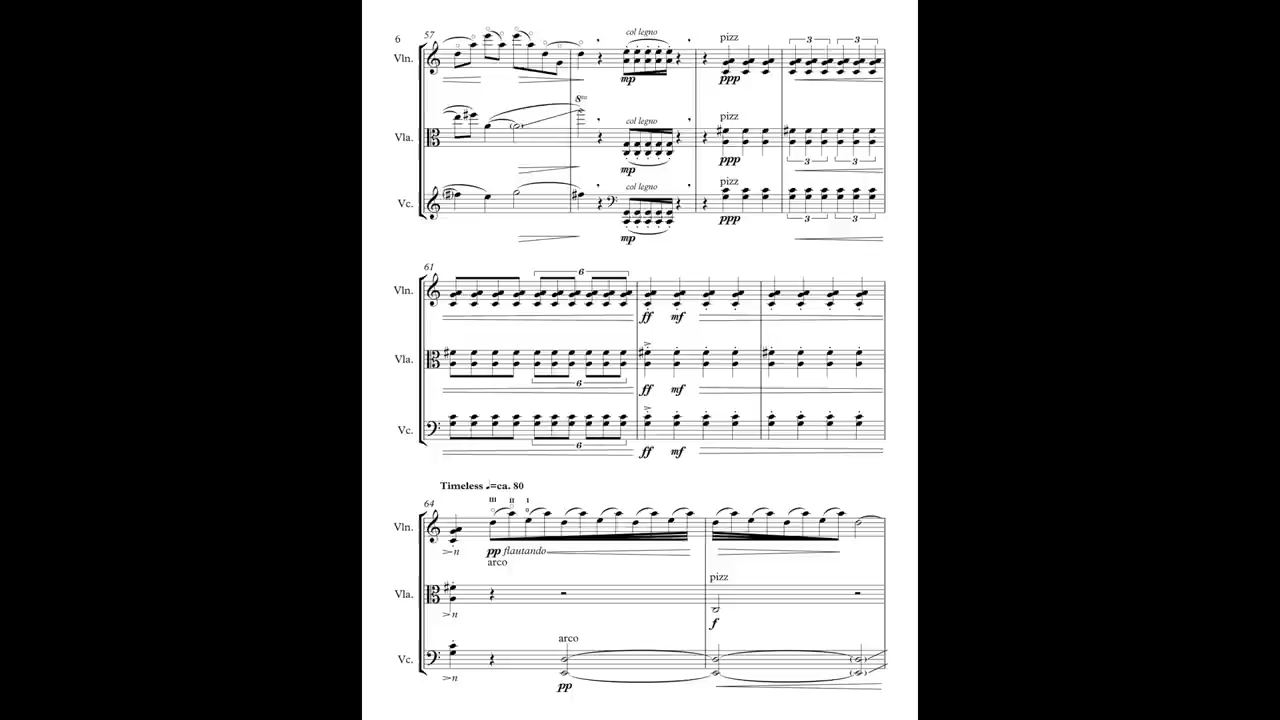 6
57
col legno
pizz
3 3
Vln.
mp
ppp
8va
col legno
pizz
Vla.
mp
ppp
3 3
col legno
pizz
Vc.
mp
ppp
3 3
61
6
Vln.
ff mf
Vla.
6
ff mf
Vc.
6
ff mf
Timeless ♩=ca. 80
64
III II I
Vln.
>n
pp flautando
arco
pizz
Vla.
>n
f
arco
Vc.
>n
pp